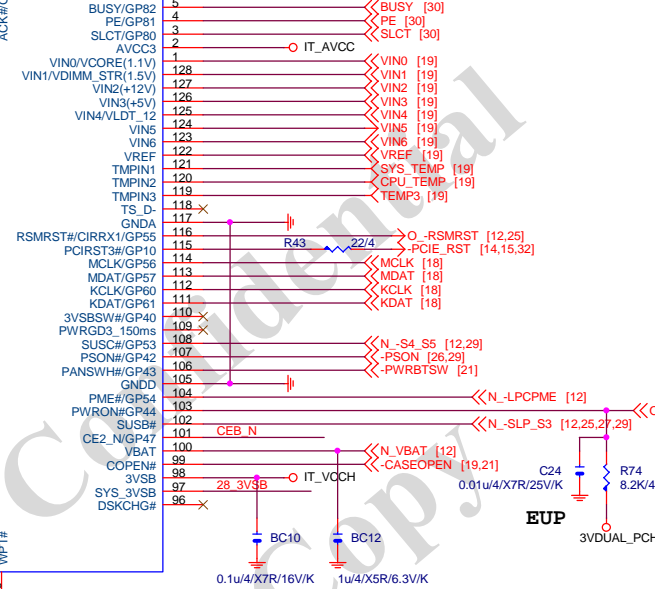 ACK#/G
BUSY/GP82 5 BUSY [30]
PE/GP81 4 PE [30]
SLCT/GP80 3 SLCT [30]
AVCC3 2 IT_AVCC
VIN0/VCORE(1.1V) 1 VIN0 [19]
VIN1/VDIMM_STR(1.5V) 128 VIN1 [19]
VIN2(+12V) 127 VIN2 [19]
VIN3(+5V) 126 VIN3 [19]
VIN4/VLDT_12 125 VIN4 [19]
VIN5 124 VIN5 [19]
VIN6 123 VIN6 [19]
VREF 122 VREF [19]
TMPIN1 121 SYS_TEMP [19]
TMPIN2 120 CPU_TEMP [19]
TMPIN3 119 TEMP3 [19]
TS_D- 118
GNDA 117
RSMRST#/CIRRX1/GP55 116 O_-RSMRST [12,25]
PCIRST3#/GP10 115 R43 22/4 -PCIE_RST [14,15,32]
MCLK/GP56 114 MCLK [18]
MDAT/GP57 113 MDAT [18]
KCLK/GP60 112 KCLK [18]
KDAT/GP61 111 KDAT [18]
3VSBSW#/GP40 110
PWRGD3_150ms 109
SUSC#/GP53 108 N_-S4_S5 [12,29]
PSON#/GP42 107 -PSON [26,29]
PANSWH#/GP43 106 -PWRBTSW [21]
GNDD 105
PME#/GP54 104 N_-LPCPME [12]
PWRON#GP44 103
SUSB# 102 N_-SLP_S3 [12,25,27,29]
CE2_N/GP47 101 CEB_N
VBAT 100 N_VBAT [12]
COPEN# 99 -CASEOPEN [19,21]
3VSB 98 IT_VCCH
SYS_3VSB 97 28_3VSB
DSKCHG# 96
C24 R74
0.01u/4/X7R/25V/K 8.2K/4
EUP
3VDUAL_PCH
WPT#
BC10 BC12
0.1u/4/X7R/16V/K 1u/4/X5R/6.3V/K
Confidential
Copy